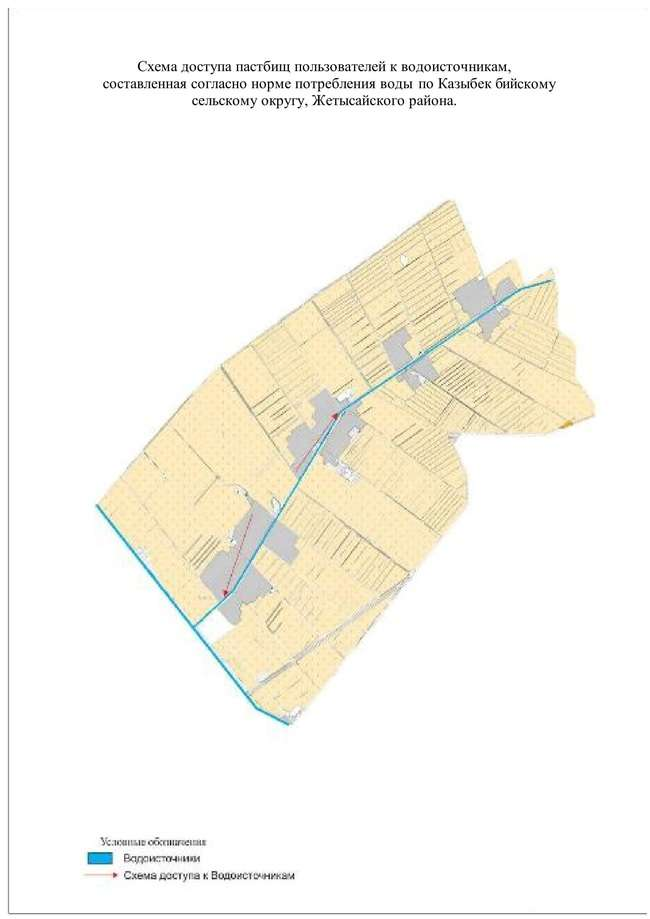 Схема доступа пастбищ пользователей к водоисточникам,
составленная согласно норме потребления воды по Казыбек бийскому
сельскому округу, Жетысайского района.
Условные обозначения
Водоисточники
Схема доступа к Водоисточникам